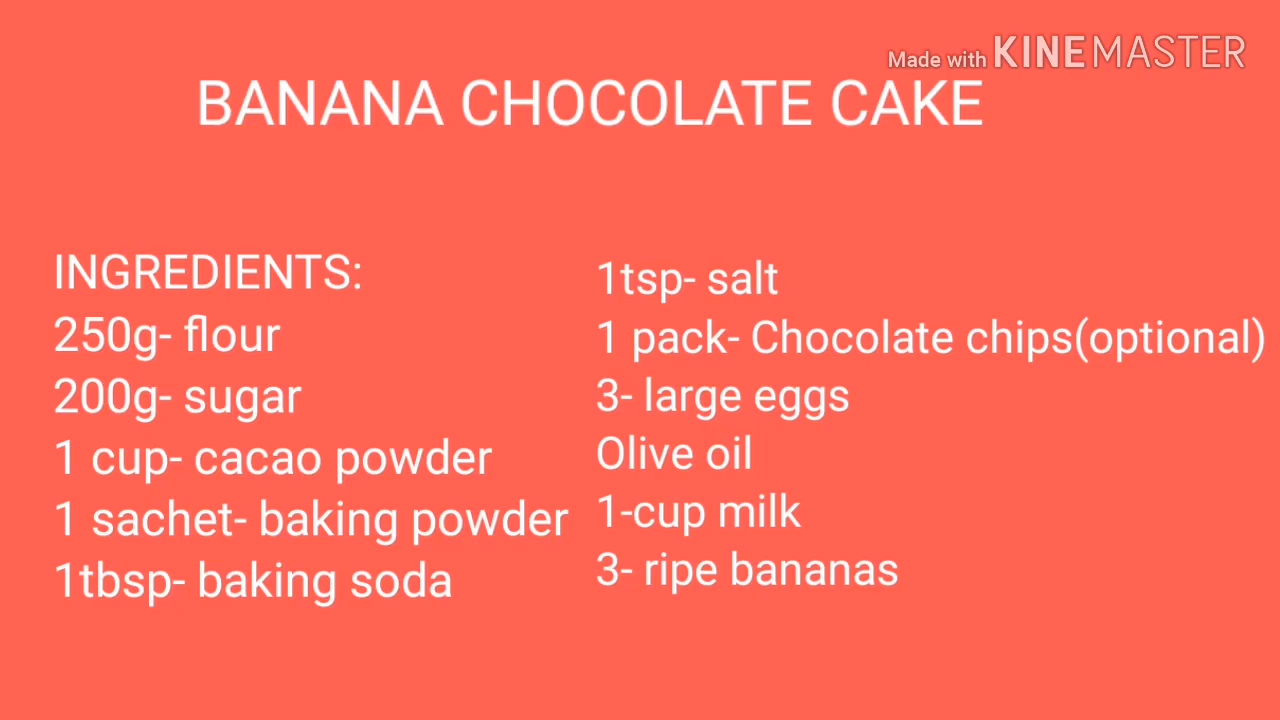 Made with KINEMASTER
BANANA CHOCOLATE CAKE
INGREDIENTS:
250g- flour
200g- sugar
1 cup- cacao powder
1 sachet- baking powder
1tbsp- baking soda
1tsp- salt
1 pack- Chocolate chips(optional)
3- large eggs
Olive oil
1-cup milk
3- ripe bananas